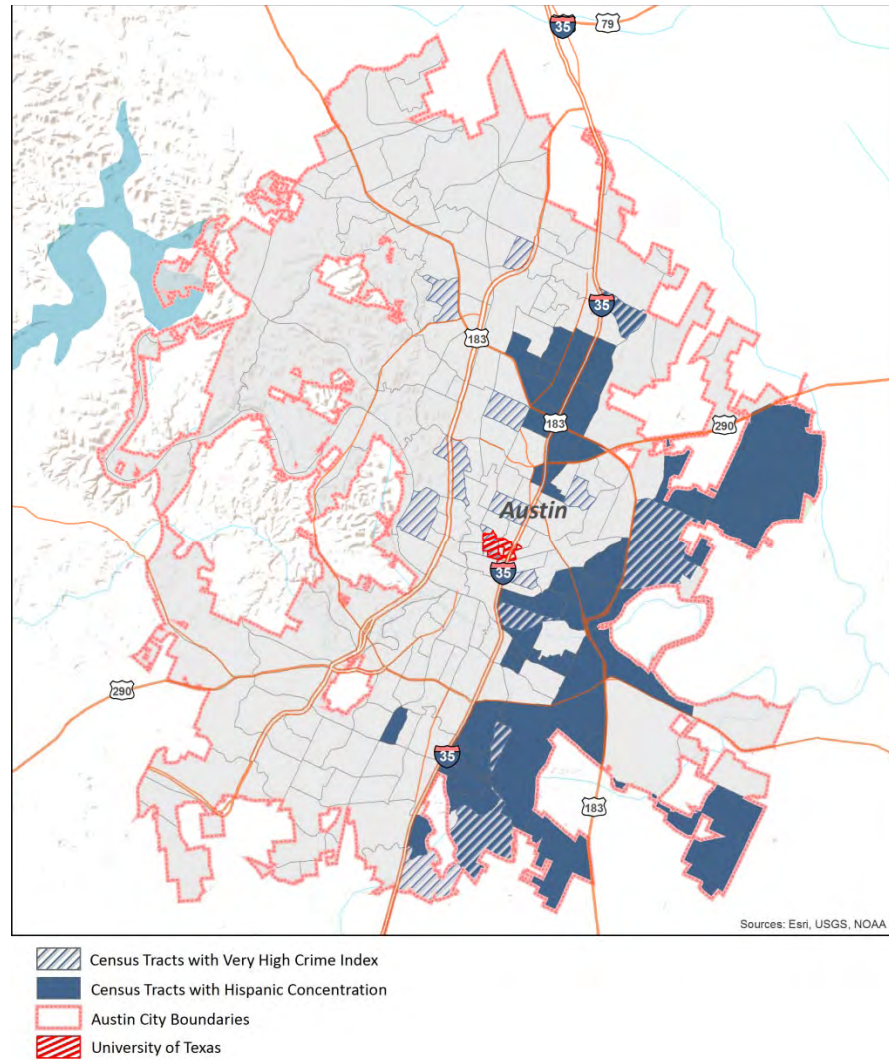 35
79
35
183
183
290
Austin
35
290
35
183
Sources: Esri, USGS, NOAA
Census Tracts with Very High Crime Index
Census Tracts with Hispanic Concentration
Austin City Boundaries
University of Texas